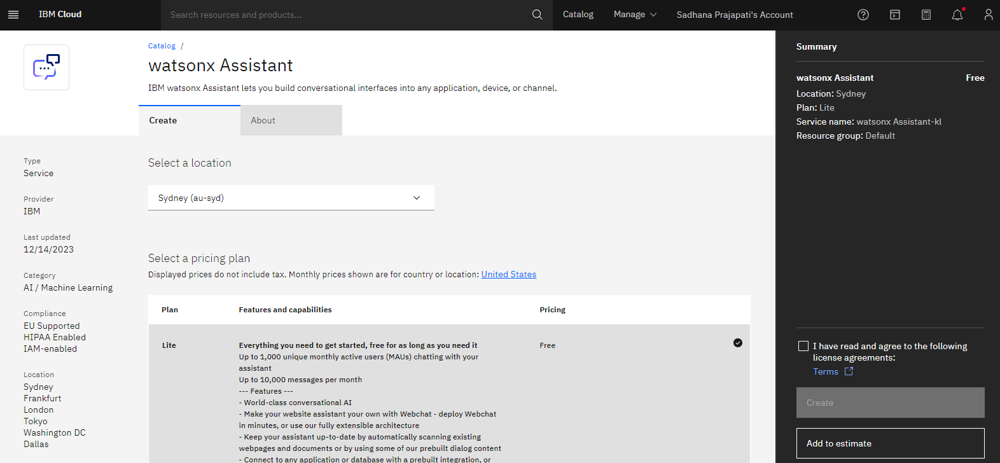 IBM Cloud
Search resources and products...
Catalog
Manage
Sadhana Prajapati's Account
Catalog /
watsonx Assistant
IBM watsonx Assistant lets you build conversational interfaces into any application, device, or channel.
Create
About
Type
Service
Provider
IBM
Last updated
12/14/2023
Category
AI / Machine Learning
Compliance
EU Supported
HIPAA Enabled
IAM-enabled
Location
Sydney
Frankfurt
London
Tokyo
Washington DC
Dallas
Select a location
Sydney (au-syd)
Select a pricing plan
Displayed prices do not include tax. Monthly prices shown are for country or location: United States
Plan
Features and capabilities
Pricing
Lite
Everything you need to get started, free for as long as you need it
Up to 1,000 unique monthly active users (MAUs) chatting with your
assistant
Up to 10,000 messages per month
--- Features ---
- World-class conversational AI
- Make your website assistant your own with Webchat - deploy Webchat
in minutes, or use our fully extensible architecture
- Keep your assistant up-to-date by automatically scanning existing
webpages and documents or by using some of our prebuilt dialog content
- Connect to any application or database with a prebuilt integration, or
Free
Summary
watsonx Assistant Free
Location: Sydney
Plan: Lite
Service name: watsonx Assistant-kl
Resource group: Default
I have read and agree to the following
license agreements:
Terms
Create
Add to estimate